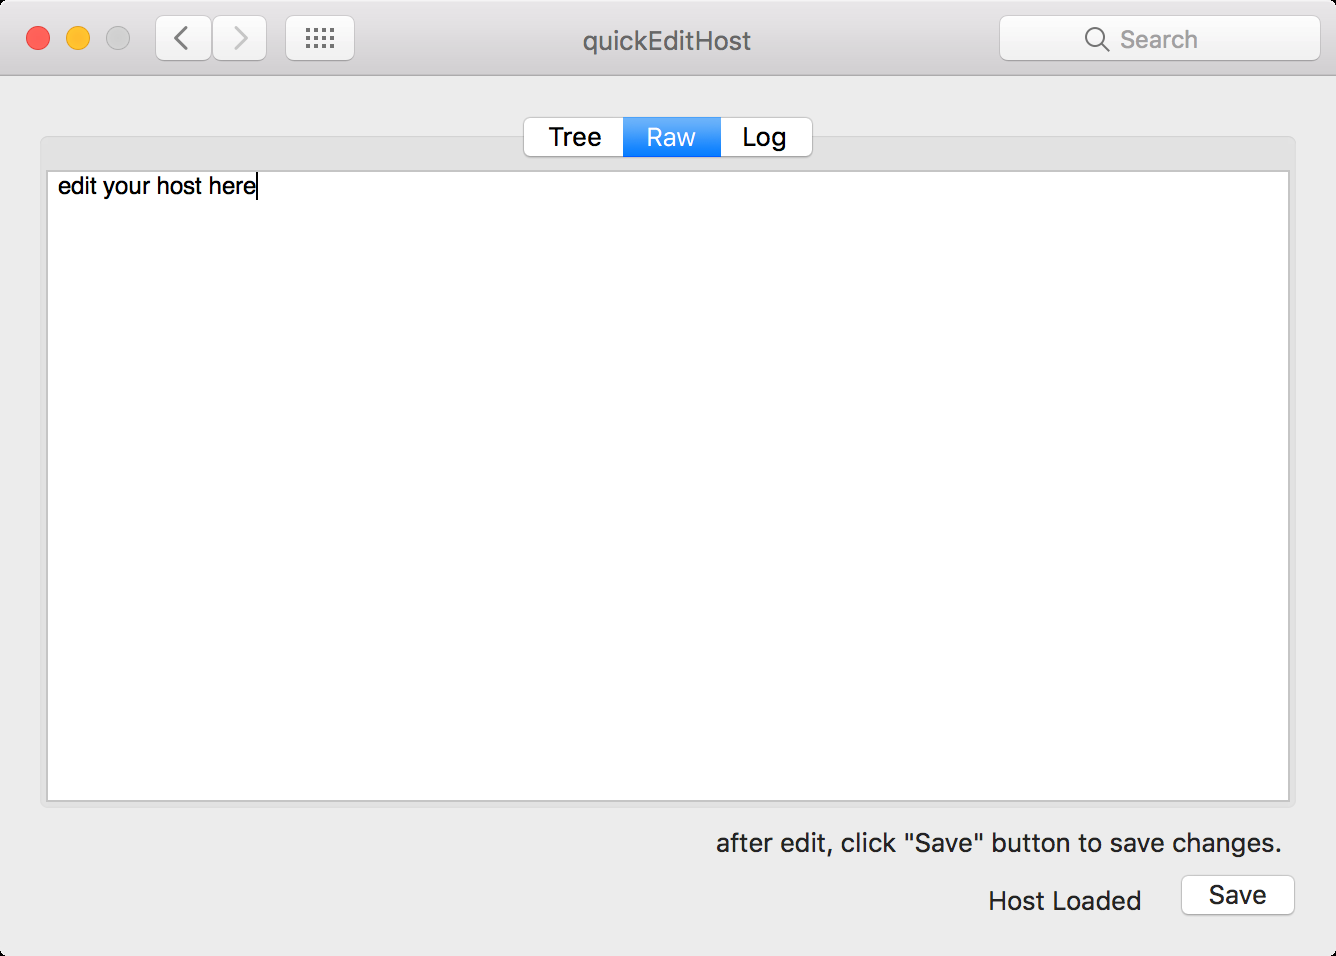 quickEditHost
Search
Tree Raw Log
edit your host here
after edit, click "Save" button to save changes.
Host Loaded
Save